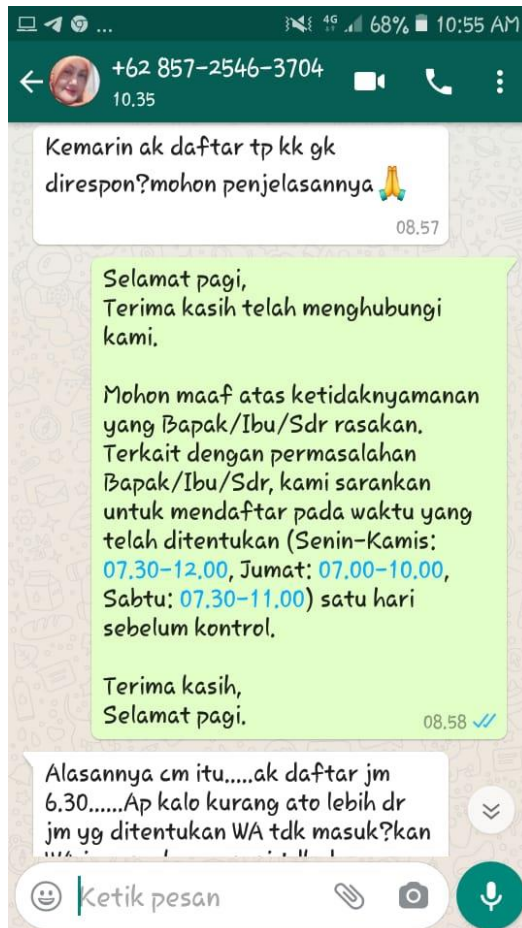 ... 4G 68% 10:55 AM
+62 857-2546-3704
10.35
Kemarin ak daftar tp kk gk
direspon?mohon penjelasannya🙏
08.57
Selamat pagi,
Terima kasih telah menghubungi
kami.
Mohon maaf atas ketidaknyamanan
yang Bapak/Ibu/Sdr rasakan.
Terkait dengan permasalahan
Bapak/Ibu/Sdr, kami sarankan
untuk mendaftar pada waktu yang
telah ditentukan (Senin-Kamis:
07.30-12.00, Jumat: 07.00-10.00,
Sabtu: 07.30-11.00) satu hari
sebelum kontrol.
Terima kasih,
Selamat pagi.
08.58
Alasannya cm itu.....ak daftar jm
6.30......Ap kalo kurang ato lebih dr
jm yg ditentukan WA tdk masuk?kan
Ketik pesan